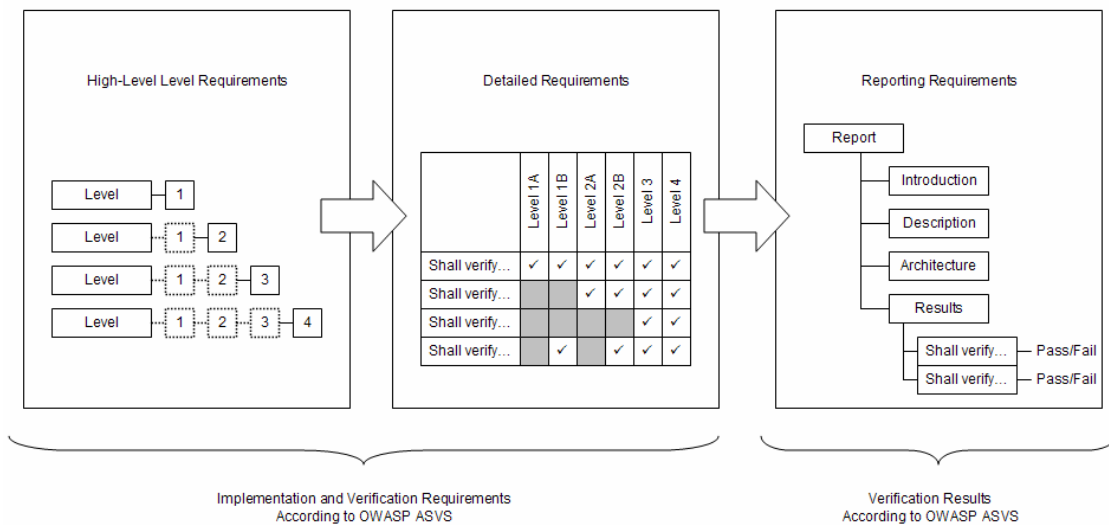 High-Level Level Requirements
Level 1
Level 1 2
Level 1 2 3
Level 1 2 3 4
Detailed Requirements
Level 1A
Level 1B
Level 2A
Level 2B
Level 3
Level 4
Shall verify... ✓ ✓ ✓ ✓ ✓ ✓
Shall verify... ✓ ✓ ✓ ✓
Shall verify... ✓ ✓
Shall verify... ✓ ✓ ✓ ✓
Reporting Requirements
Report
Introduction
Description
Architecture
Results
Shall verify... Pass/Fail
Shall verify... Pass/Fail
Implementation and Verification Requirements
According to OWASP ASVS
Verification Results
According to OWASP ASVS